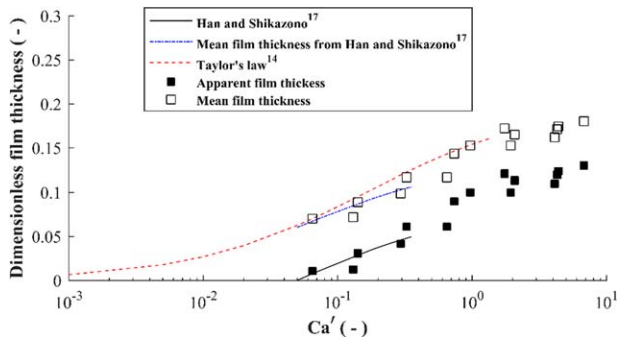 Dimensionless film thickness (-)
0.3
0.25
0.2
0.15
0.1
0.05
0
Han and Shikazono¹⁷
Mean film thickness from Han and Shikazono¹⁷
Taylor's law¹⁴
Apparent film thickess
Mean film thickness
10⁻³ 10⁻² 10⁻¹ 10⁰ 10¹
Ca′ (-)